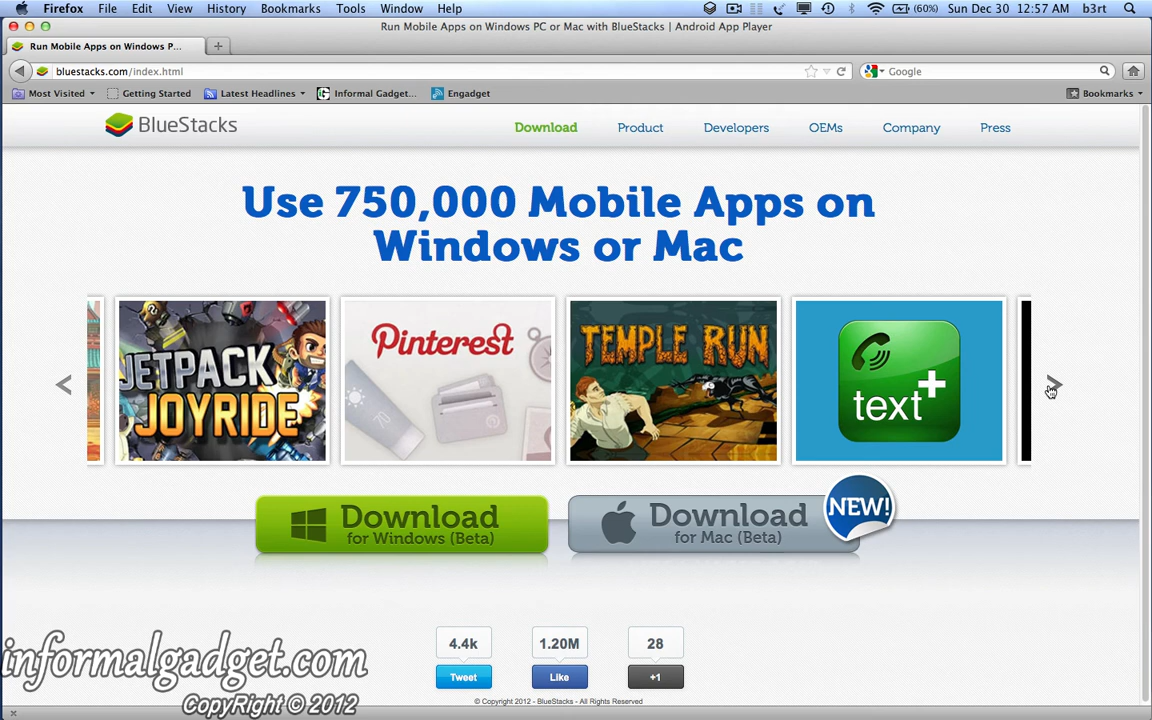 Firefox File Edit View History Bookmarks Tools Window Help (60%) Sun Dec 30 12:57 AM b3rt
Run Mobile Apps on Windows PC or Mac with BlueStacks | Android App Player
Run Mobile Apps on Windows P...
bluestacks.com/index.html Google
Most Visited Getting Started Latest Headlines Informal Gadget... Engadget Bookmarks
BlueStacks Download Product Developers OEMs Company Press
Use 750,000 Mobile Apps on
Windows or Mac
JETPACK
JOYRIDE
Pinterest
70
TEMPLE RUN
text+
Download
for Windows (Beta)
Download
for Mac (Beta)
NEW!
4.4k 1.20M 28
Tweet Like +1
© Copyright 2012 - BlueStacks - All Rights Reserved
informalgadget.com
CopyRight © 2012